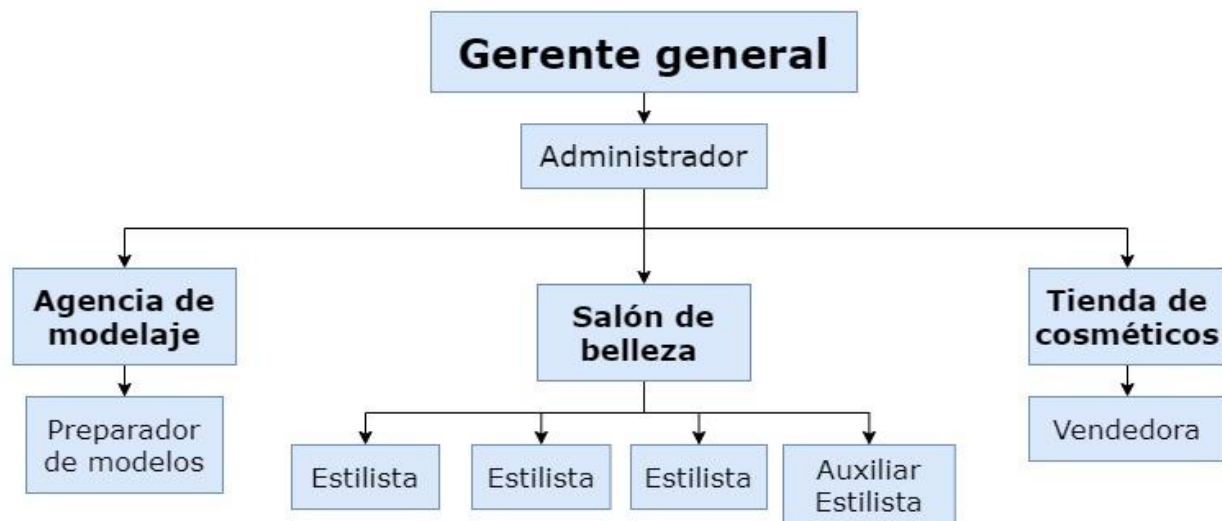 Gerente general
Administrador
Agencia de
modelaje
Salón de
belleza
Tienda de
cosméticos
Preparador
de modelos
Estilista
Estilista
Estilista
Auxiliar
Estilista
Vendedora